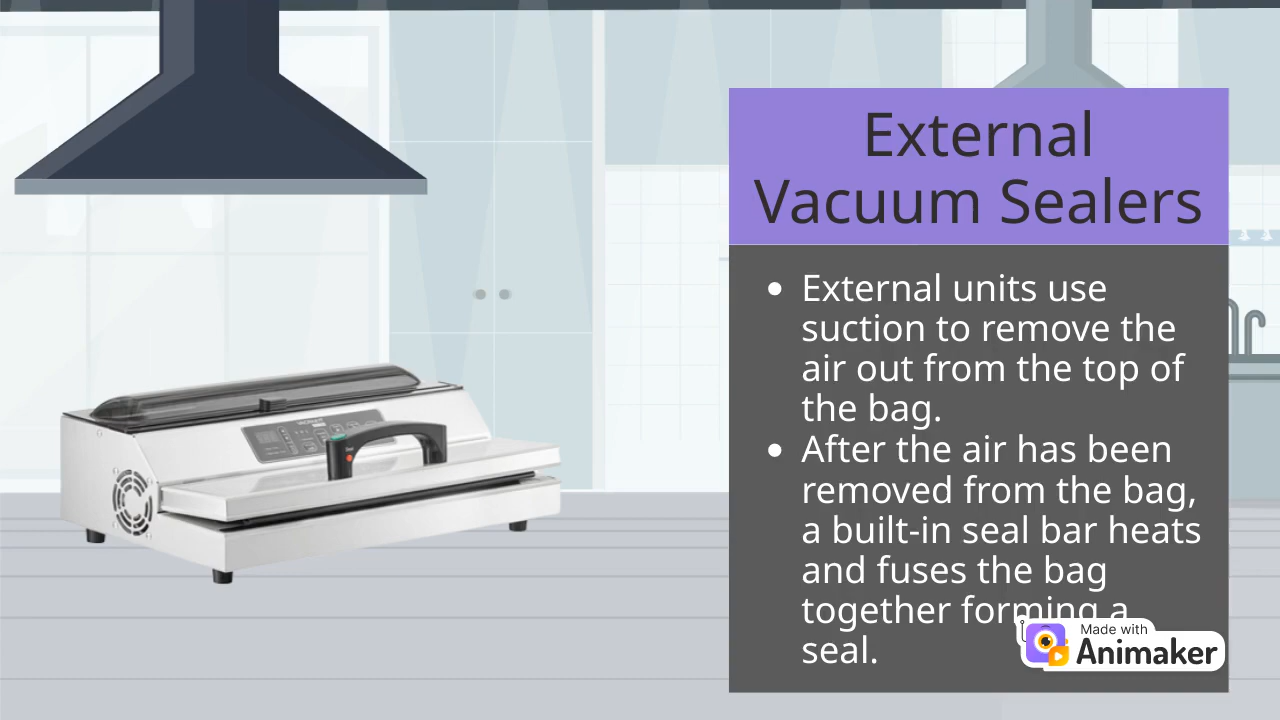 External
Vacuum Sealers
• External units use
suction to remove the
air out from the top of
the bag.
• After the air has been
removed from the bag,
a built-in seal bar heats
and fuses the bag
together forming a
seal.
Made with
Animaker